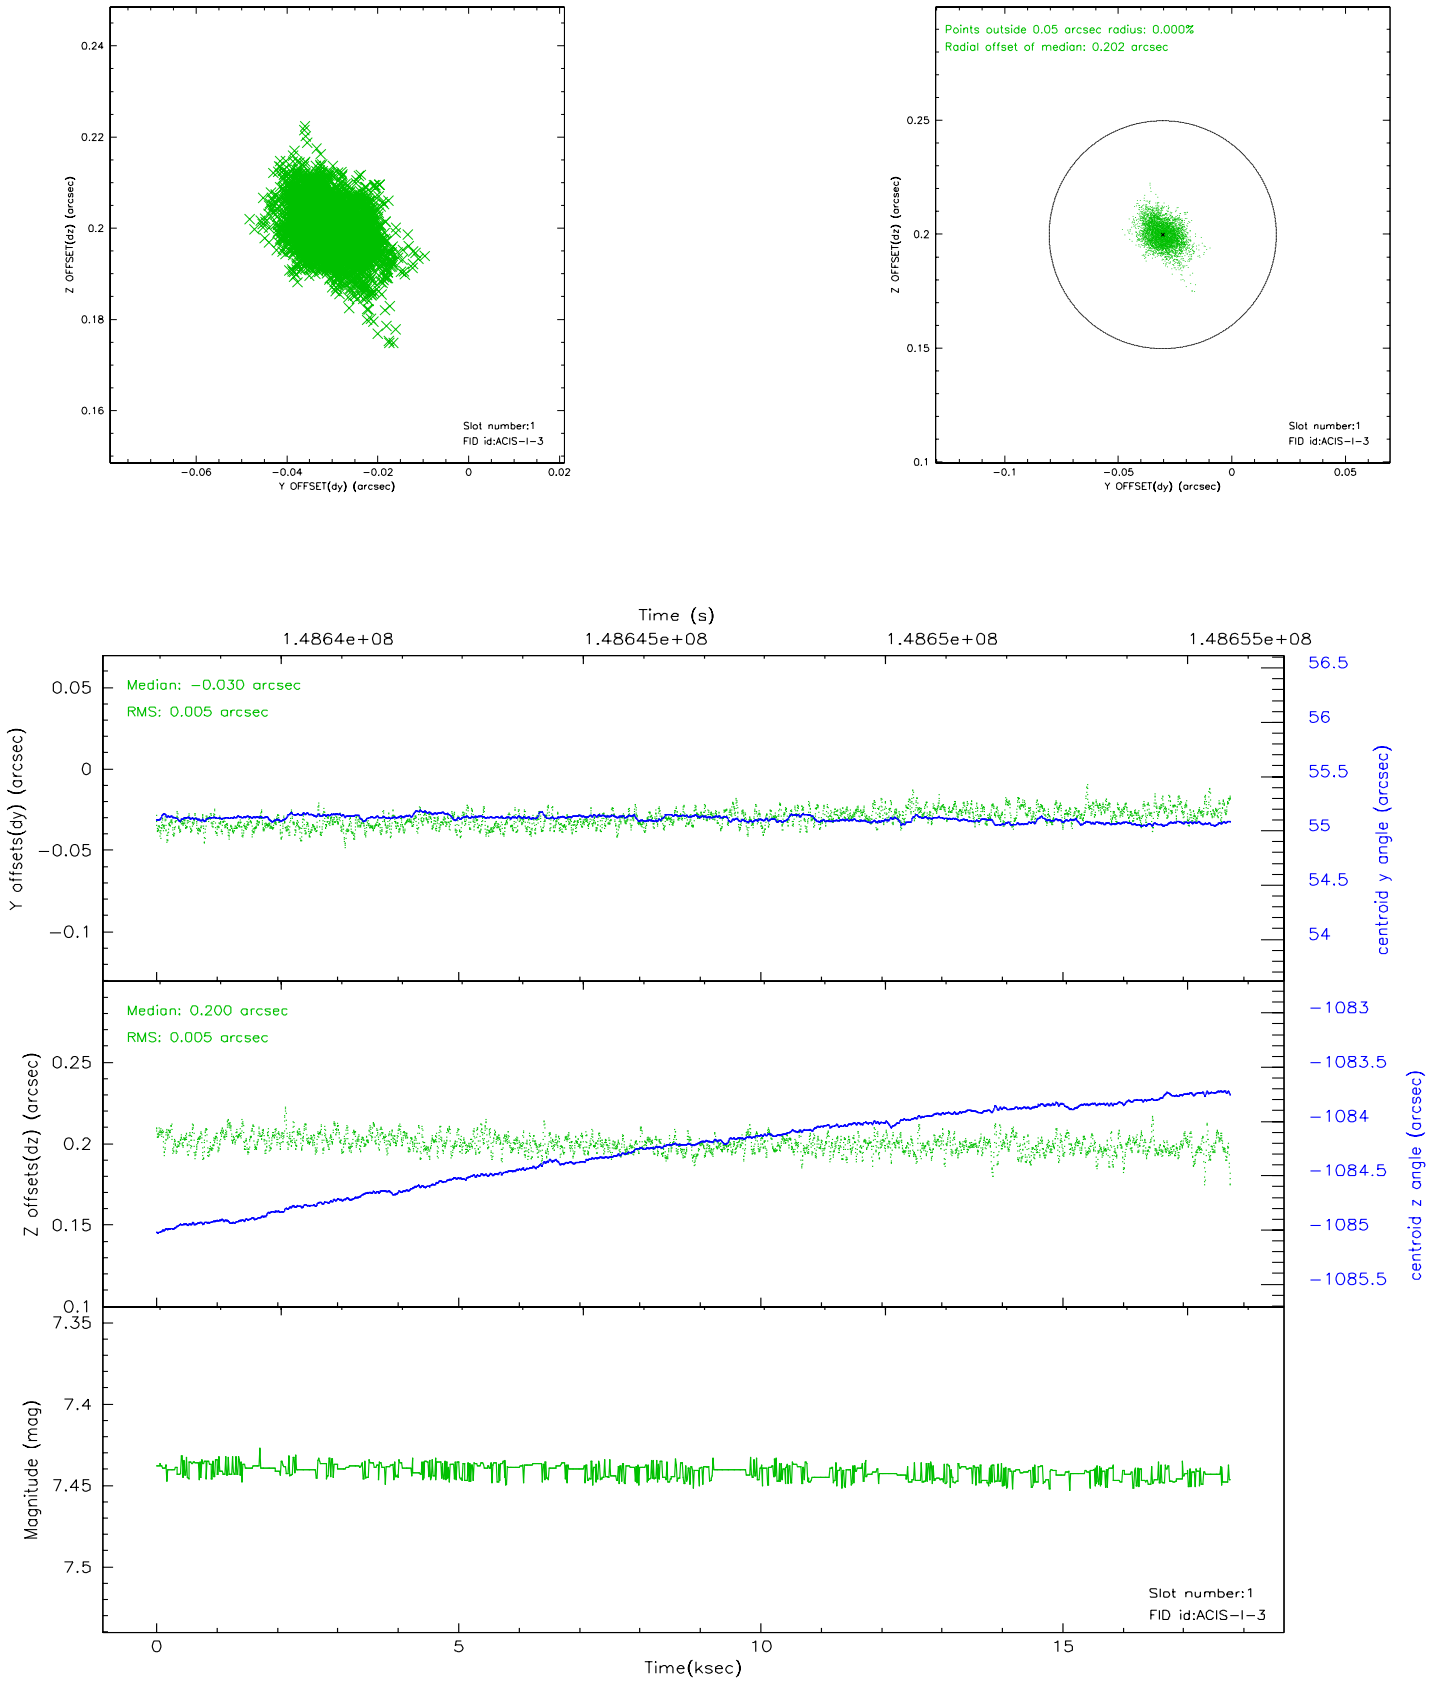 0.24
0.22
0.2
0.18
0.16
Z OFFSET(dz) (arcsec)
Slot number:1
FID id:ACIS-I-3
-0.06
-0.04
-0.02
0
0.02
Y OFFSET(dy) (arcsec)
Points outside 0.05 arcsec radius: 0.000%
Radial offset of median: 0.202 arcsec
0.25
0.2
0.15
0.1
Z OFFSET(dz) (arcsec)
Slot number:1
FID id:ACIS-I-3
-0.1
-0.05
0
0.05
Y OFFSET(dy) (arcsec)
Time (s)
1.4864e+08
1.48645e+08
1.4865e+08
1.48655e+08
Median: -0.030 arcsec
RMS: 0.005 arcsec
0.05
0
-0.05
-0.1
Y offsets(dy) (arcsec)
56.5
56
55.5
55
54.5
54
centroid y angle (arcsec)
Median: 0.200 arcsec
RMS: 0.005 arcsec
0.25
0.2
0.15
0.1
Z offsets(dz) (arcsec)
-1083
-1083.5
-1084
-1084.5
-1085
-1085.5
centroid z angle (arcsec)
7.35
7.4
7.45
7.5
Magnitude (mag)
Slot number:1
FID id:ACIS-I-3
0
5
10
15
Time(ksec)